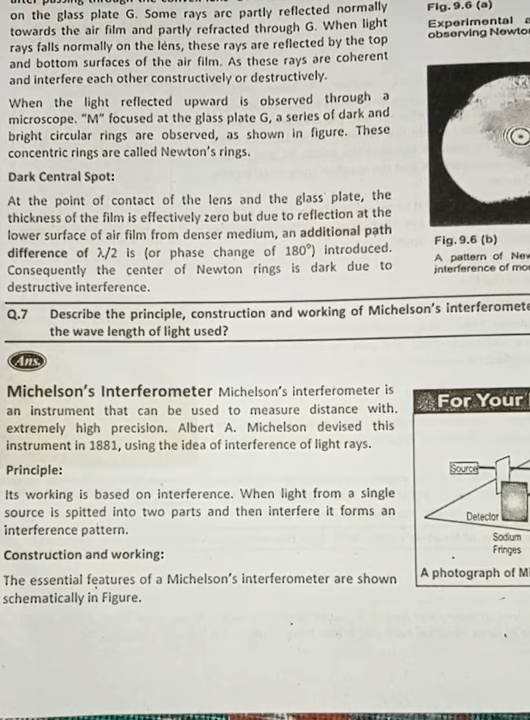 on the glass plate G. Some rays arc partly reflected normally
towards the air film and partly refracted through G. When light
rays falls normally on the lens, these rays are reflected by the top
and bottom surfaces of the air film. As these rays are coherent
and interfere each other constructively or destructively.
When the light reflected upward is observed through a
microscope. "M" focused at the glass plate G, a series of dark and
bright circular rings are observed, as shown in figure. These
concentric rings are called Newton's rings.
Dark Central Spot:
At the point of contact of the lens and the glass plate, the
thickness of the film is effectively zero but due to reflection at the
lower surface of air film from denser medium, an additional path
difference of λ/2 is (or phase change of 180°) introduced.
Consequently the center of Newton rings is dark due to
destructive interference.
Fig. 9.6 (a)
Experimental
observing
Fig. 9.6 (b)
A pattern of
interference of
Q.7 Describe the principle, construction and working of Michelson's
the wave length of light used?
Ans.
Michelson's Interferometer Michelson's interferometer is
an instrument that can be used to measure distance with.
extremely high precision. Albert A. Michelson devised this
instrument in 1881, using the idea of interference of light rays.
Principle:
Its working is based on interference. When light from a single
source is spitted into two parts and then interfere it forms an
interference pattern.
Construction and working:
The essential features of a Michelson's interferometer are shown
schematically in Figure.
For Your
Source
Detector
Sodium
Fringes
A photograph of